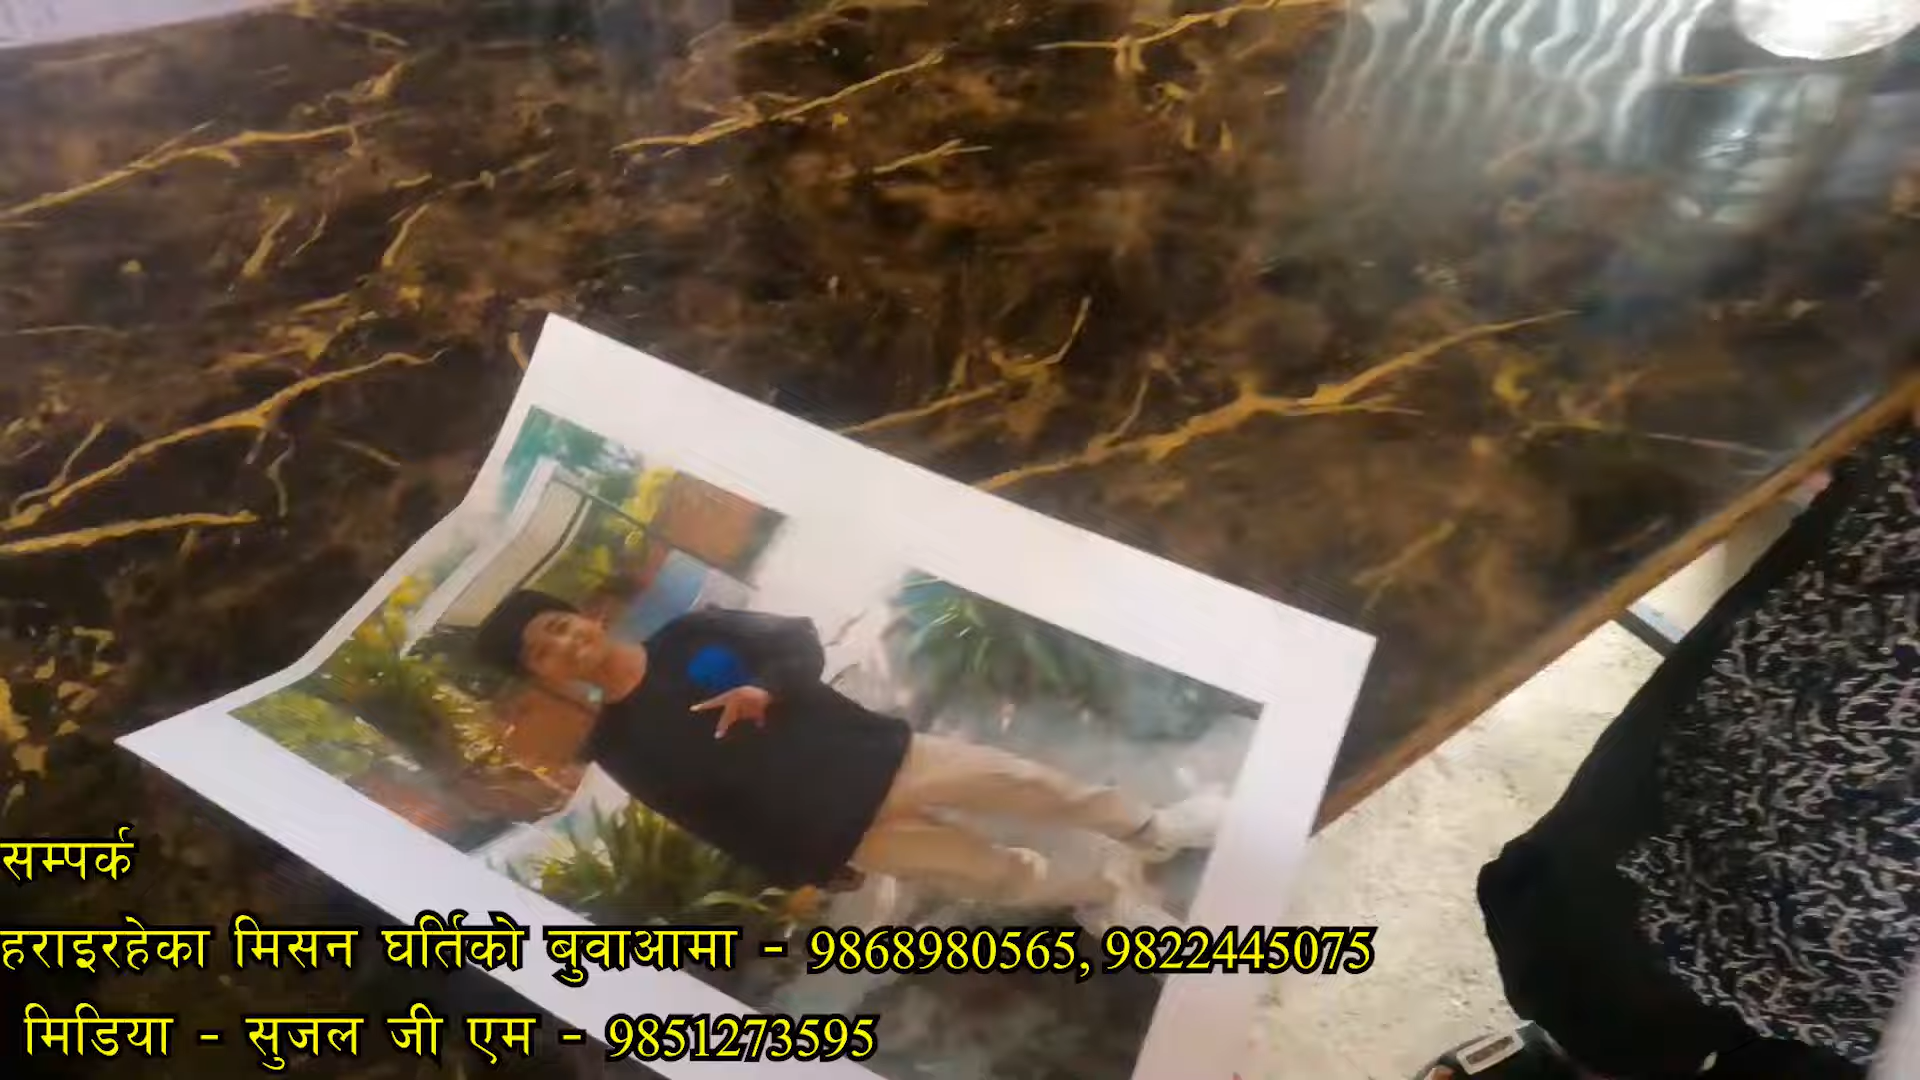 सम्पर्क
हराइरहेका मिसन घर्तिको बुवाआमा - 9868980565, 9822445075
मिडिया - सुजल जी एम - 9851273595